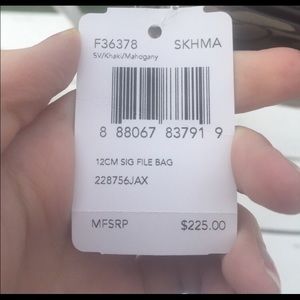 F36378 SKHMA
SV/Khaki/Mahogany
8 88067 83791 9
12CM SIG FILE BAG
228756JAX
MFSRP $225.00